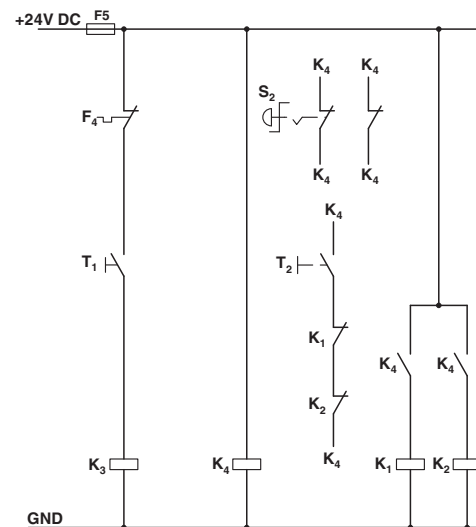 +24V DC F5
K4 K4
S2
F4
K4 K4
K4
T1 T2
K1
K4 K4
K2
K4
K3 K4 K1 K2
GND